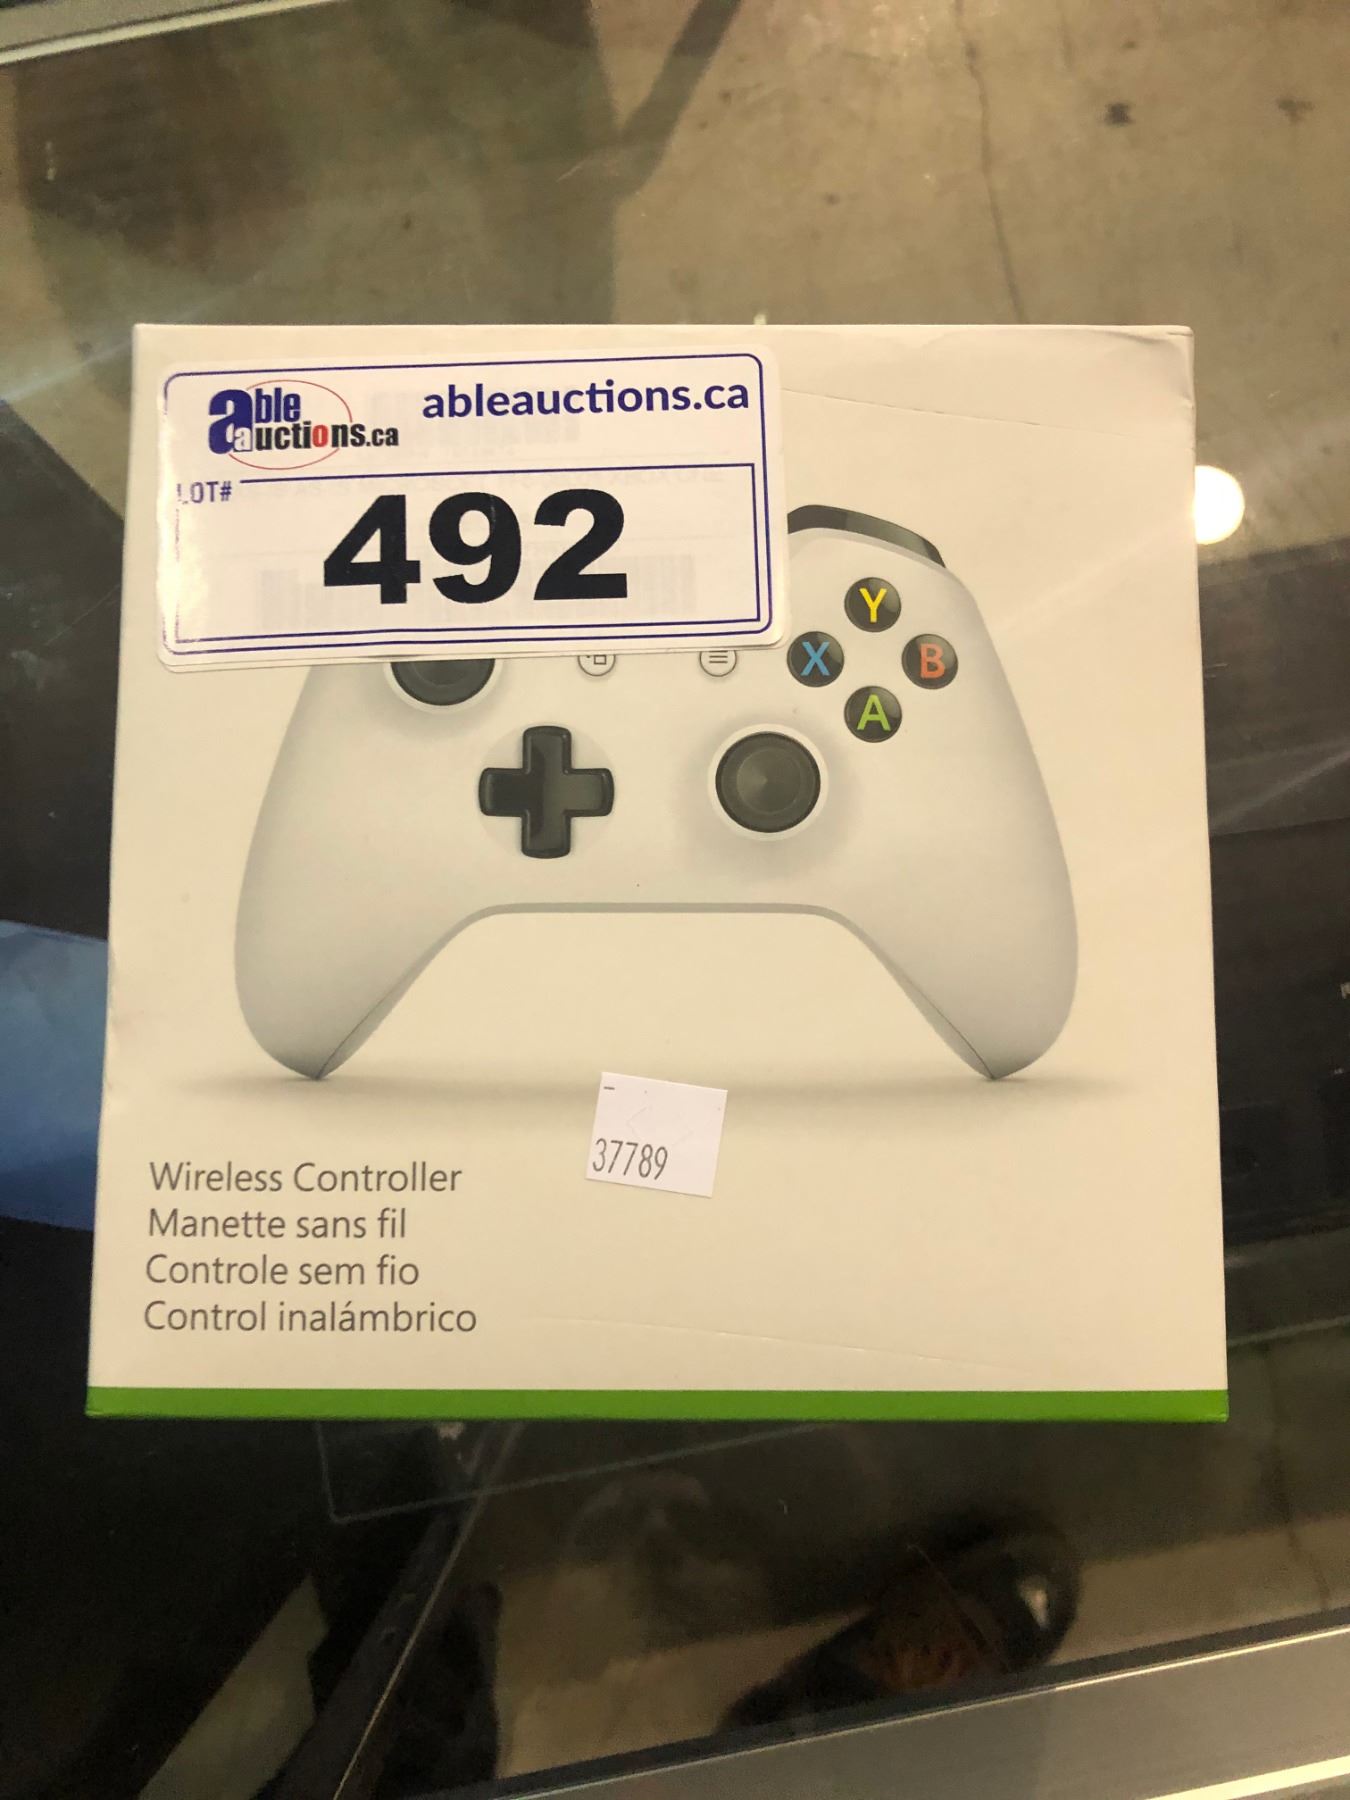 able
auctions.ca
ableauctions.ca
LOT#
492
Y
X
B
A
37789
Wireless Controller
Manette sans fil
Controle sem fio
Control inalámbrico